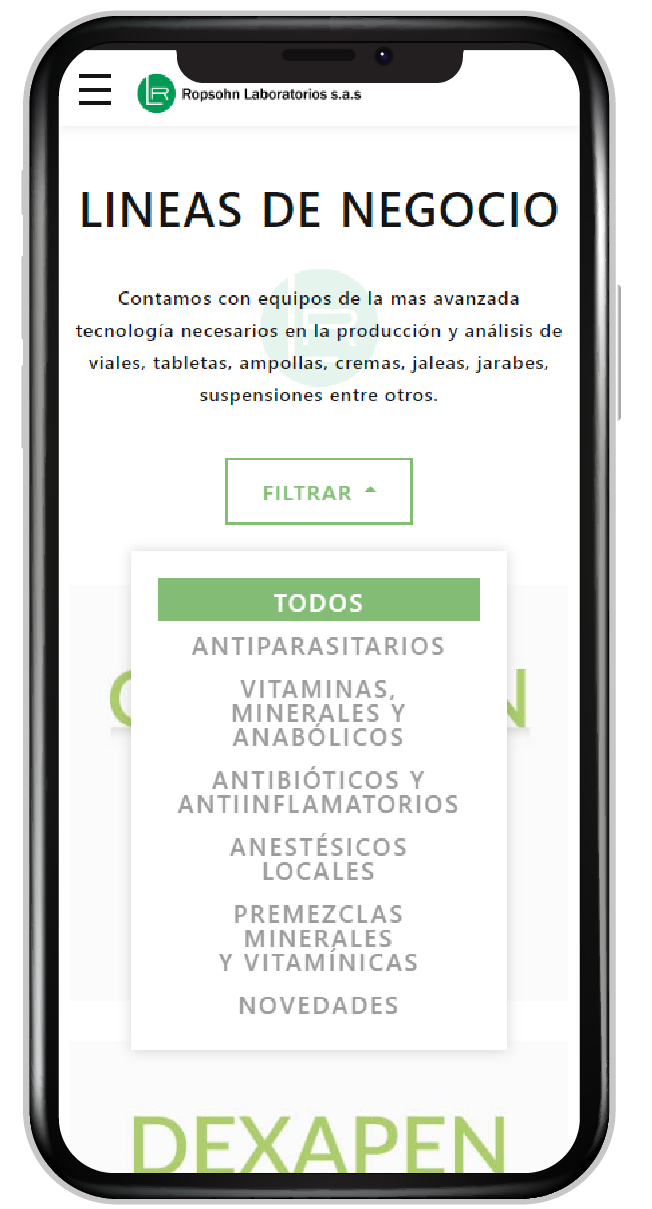 Ropsohn Laboratorios s.a.s
LINEAS DE NEGOCIO
Contamos con equipos de la mas avanzada
tecnología necesarios en la producción y análisis de
viales, tabletas, ampollas, cremas, jaleas, jarabes,
suspensiones entre otros.
FILTRAR
TODOS
ANTIPARASITARIOS
VITAMINAS,
MINERALES Y
ANABÓLICOS
ANTIBIÓTICOS Y
ANTIINFLAMATORIOS
ANESTÉSICOS
LOCALES
PREMEZCLAS
MINERALES
Y VITAMÍNICAS
NOVEDADES
DEXAPEN